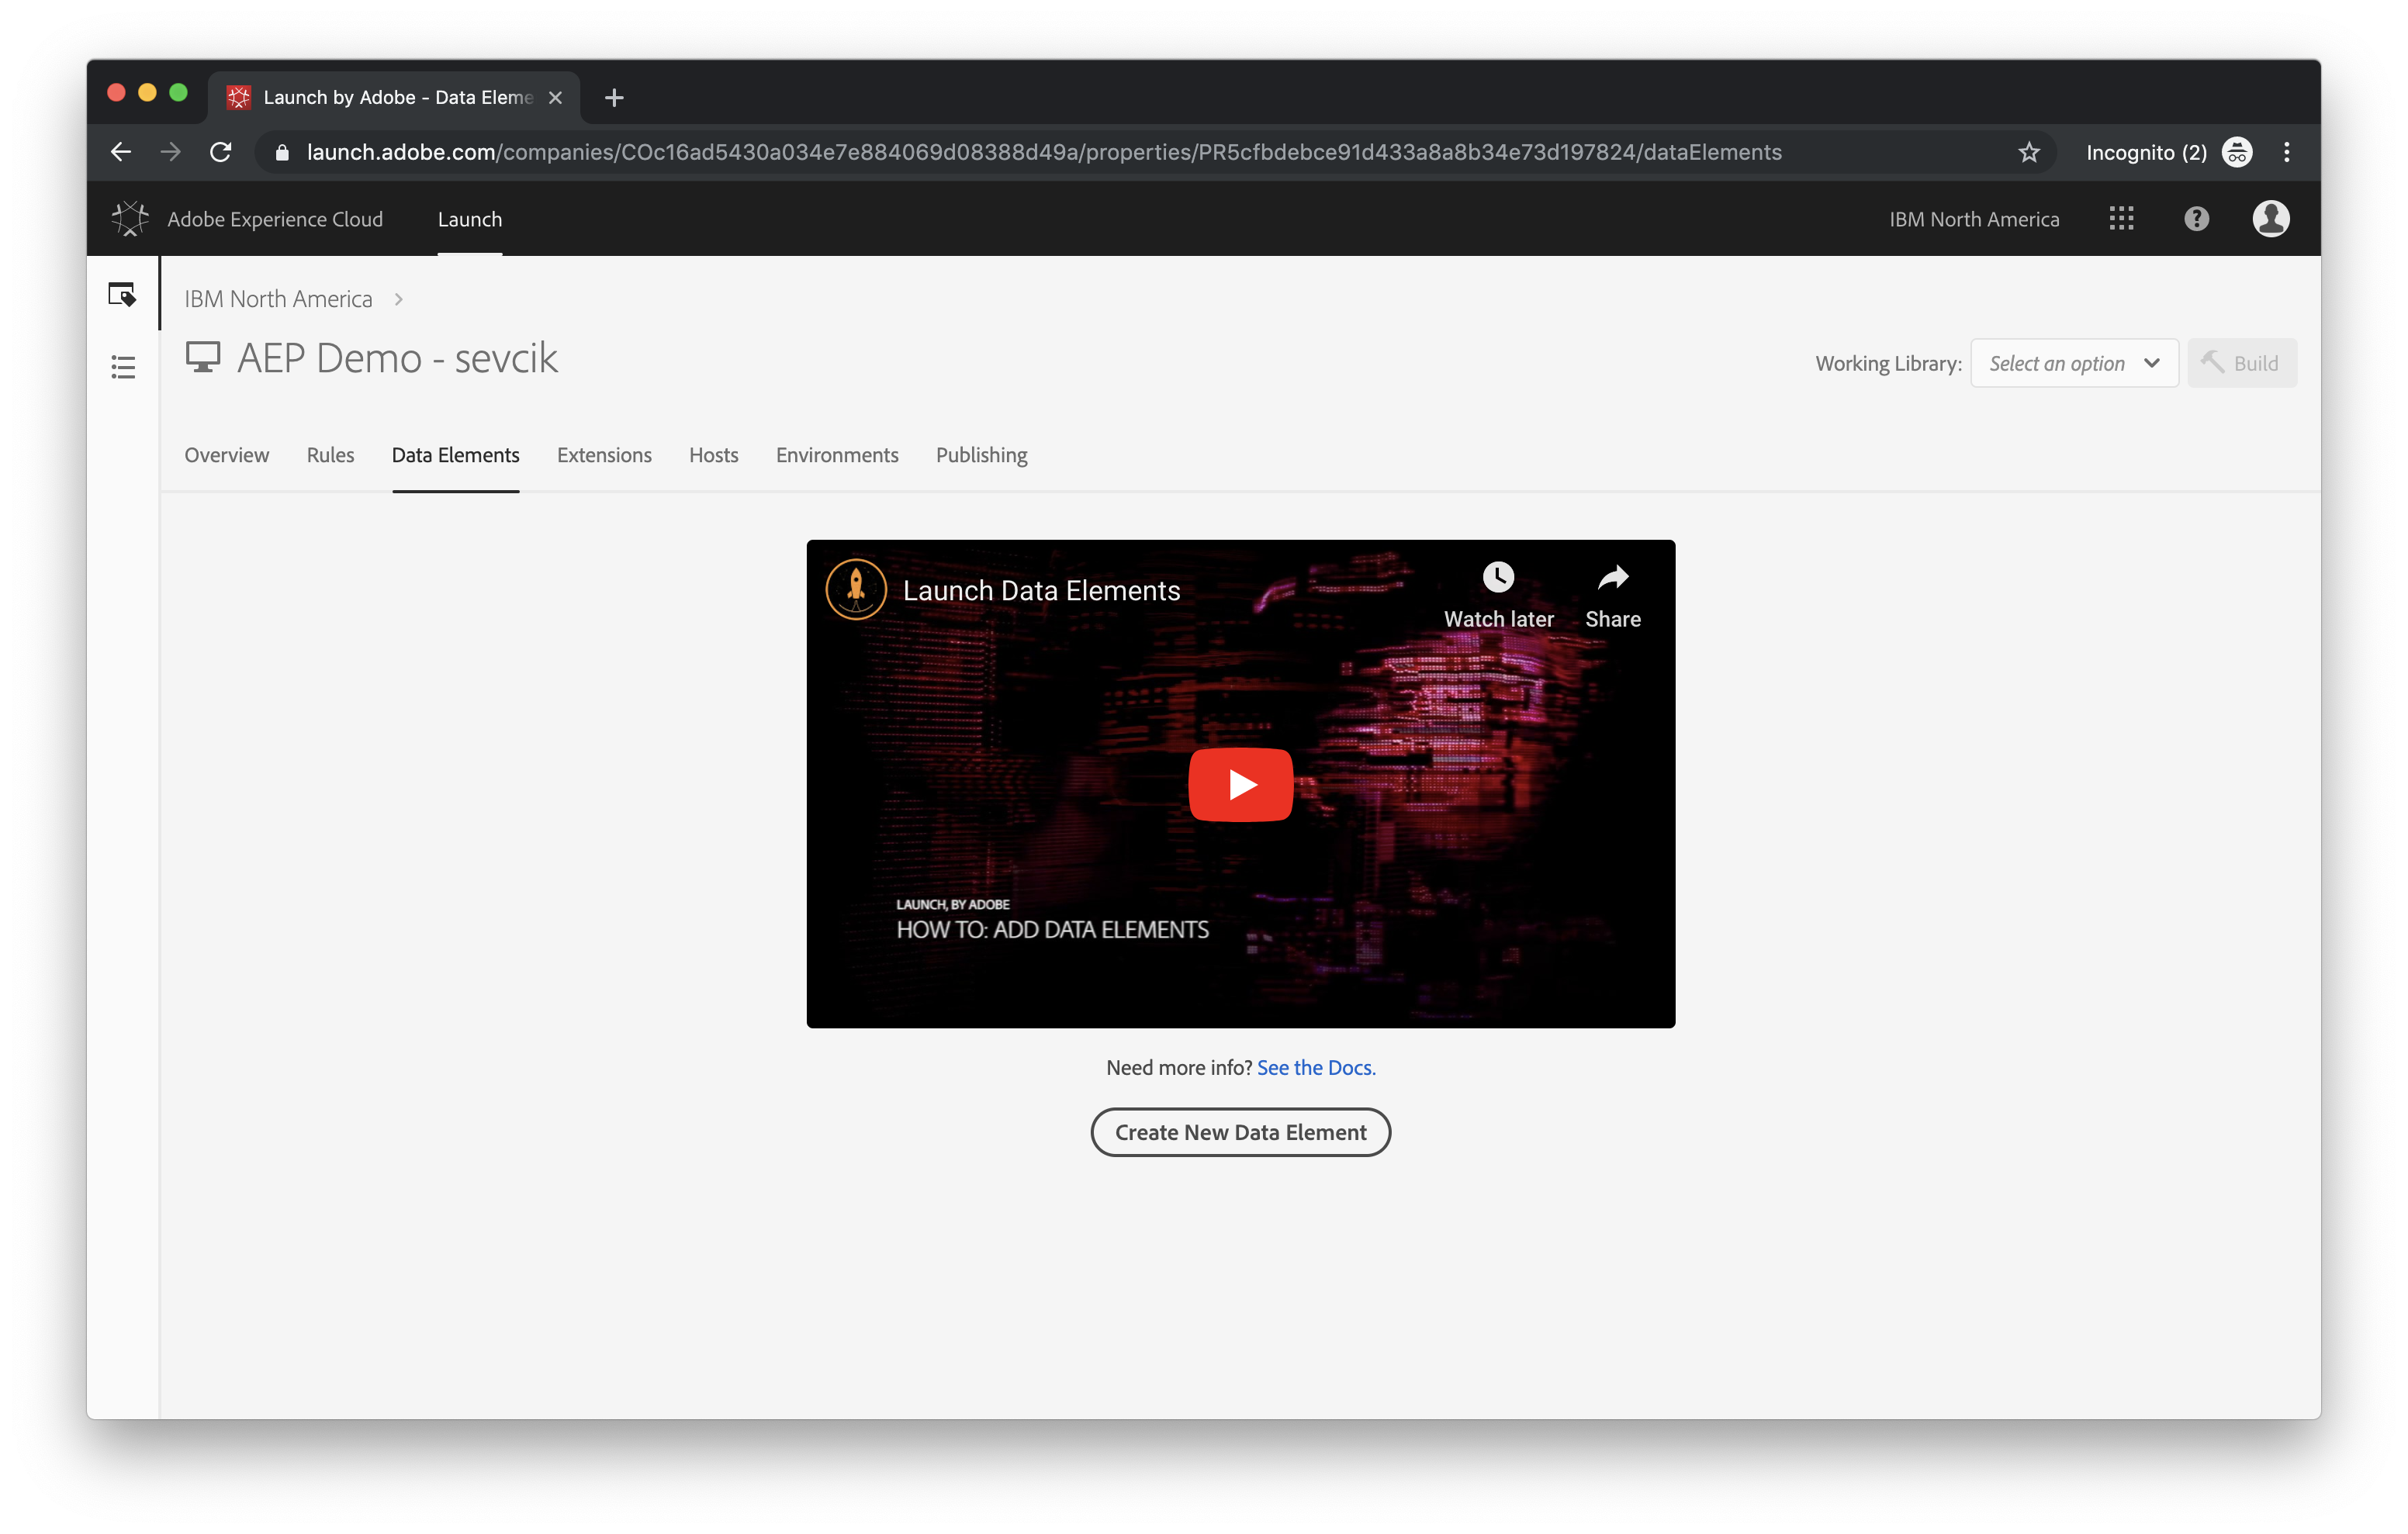 Launch by Adobe - Data Eleme
launch.adobe.com/companies/COc16ad5430a034e7e884069d08388d49a/properties/PR5cfbdebce91d433a8a8b34e73d197824/dataElements
Incognito (2)
Adobe Experience Cloud
Launch
IBM North America
IBM North America
AEP Demo - sevcik
Working Library:
Select an option
Build
Overview
Rules
Data Elements
Extensions
Hosts
Environments
Publishing
Launch Data Elements
Watch later
Share
LAUNCH, BY ADOBE
HOW TO: ADD DATA ELEMENTS
Need more info? See the Docs.
Create New Data Element